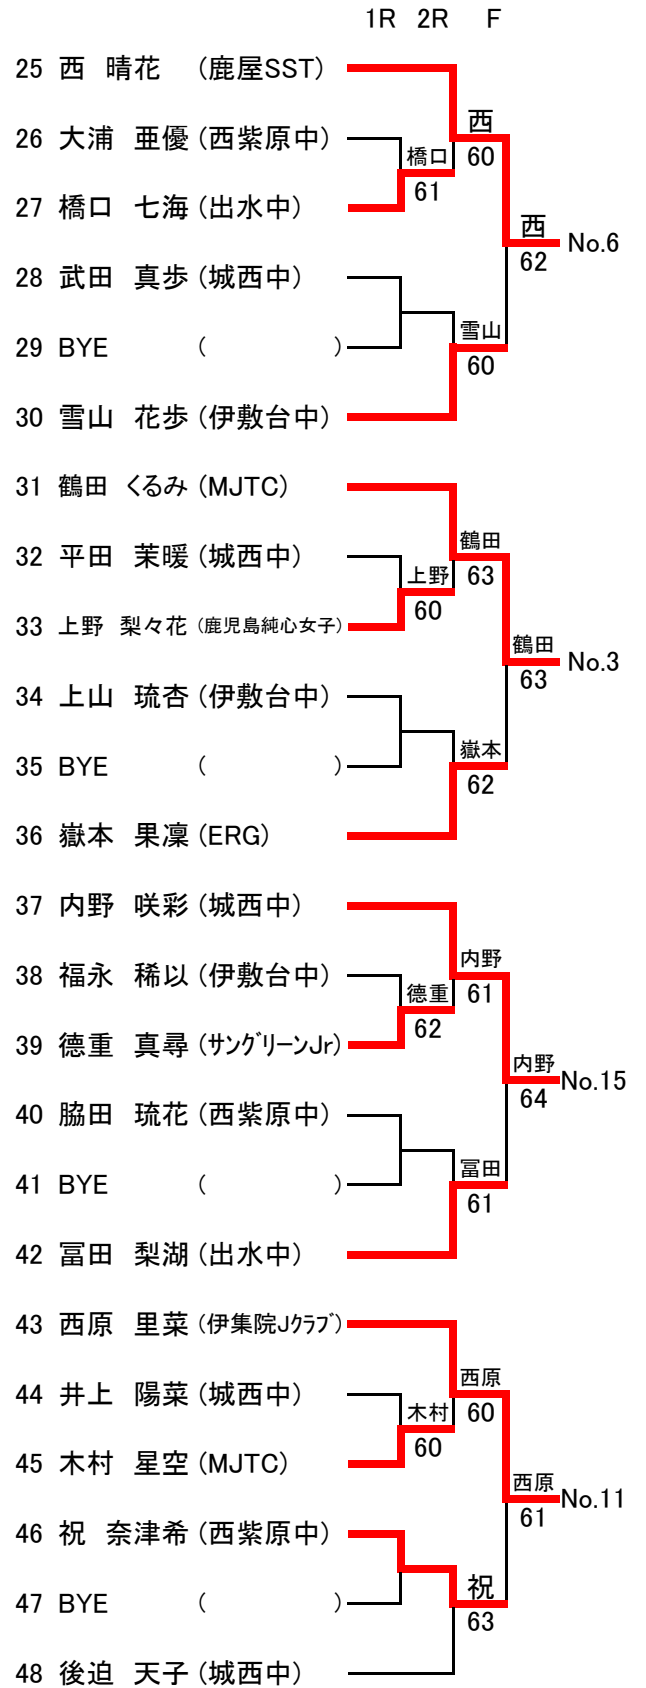 1R 2R F
25 西 晴花 (鹿屋SST)
西
26 大浦 亜優 (西紫原中)
橋口 60
61
27 橋口 七海 (出水中)
西
No.6
62
28 武田 真歩 (城西中)
雪山
29 BYE ( )
60
30 雪山 花歩 (伊敷台中)
31 鶴田 くるみ (MJTC)
鶴田
32 平田 茉暖 (城西中)
上野 63
60
33 上野 梨々花 (鹿児島純心女子)
鶴田
No.3
63
34 上山 琉杏 (伊敷台中)
嶽本
35 BYE ( )
62
36 嶽本 果凜 (ERG)
37 内野 咲彩 (城西中)
内野
38 福永 稀以 (伊敷台中)
德重 61
62
39 德重 真尋 (サングリーンJr)
内野
No.15
64
40 脇田 琉花 (西紫原中)
冨田
41 BYE ( )
61
42 冨田 梨湖 (出水中)
43 西原 里菜 (伊集院Jクラブ)
西原
44 井上 陽菜 (城西中)
木村 60
60
45 木村 星空 (MJTC)
西原
No.11
61
46 祝 奈津希 (西紫原中)
祝
47 BYE ( )
63
48 後迫 天子 (城西中)